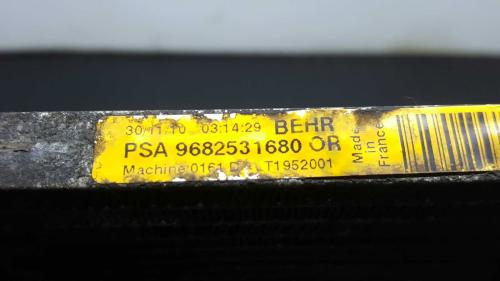 30/11.10 03:14:29 BEHR
PSA 9682531680 OR
Machine 0161 T1952001
Made
in
France